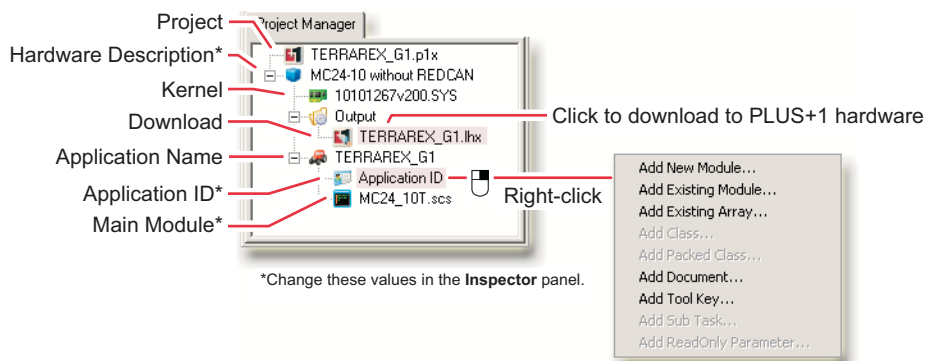 Project
Project Manager
TERRAREX_G1.p1x
Hardware Description*
MC24-10 without REDCAN
Kernel
10101267v200.SYS
Output
Click to download to PLUS+1 hardware
Download
TERRAREX_G1.lhx
Application Name
TERRAREX_G1
Application ID*
Application ID
Right-click
Main Module*
MC24_10T.scs
*Change these values in the Inspector panel.
Add New Module...
Add Existing Module...
Add Existing Array...
Add Class...
Add Packed Class...
Add Document...
Add Tool Key...
Add Sub Task...
Add ReadOnly Parameter...